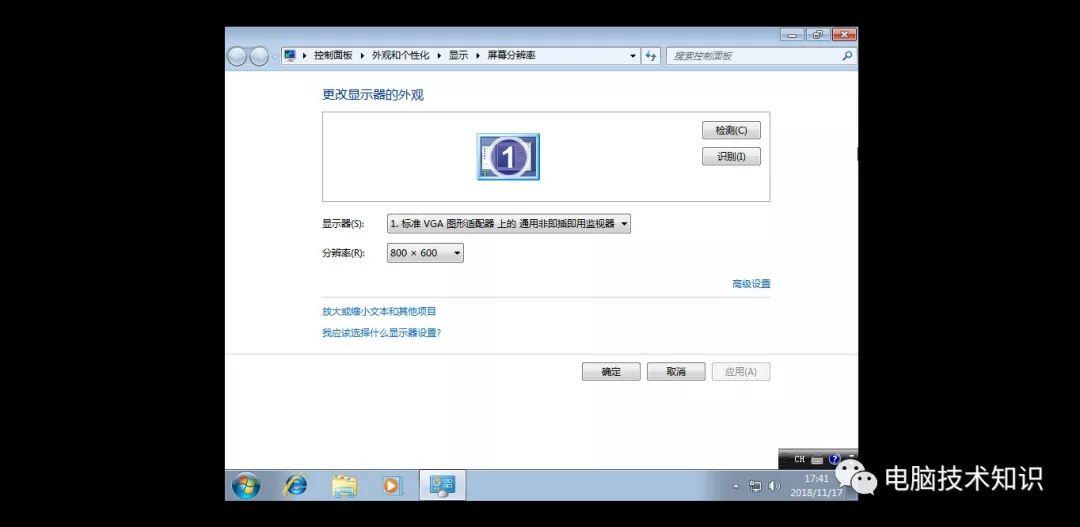 控制面板 外观和个性化 显示 屏幕分辨率
搜索控制面板
更改显示器的外观
1
检测(C)
识别(I)
显示器(S): 1. 标准 VGA 图形适配器 上的 通用非即插即用监视器
分辨率(R): 800 × 600
高级设置
放大或缩小文本和其他项目
我应该选择什么显示器设置?
确定 取消 应用(A)
CH
17:41
2018/11/17
电脑技术知识